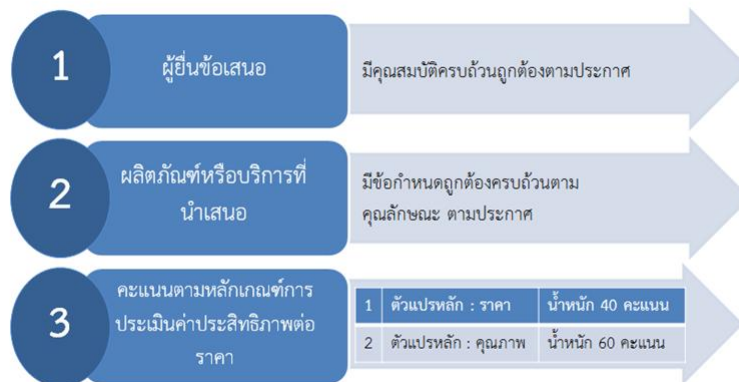 1
ผู้ยื่นข้อเสนอ
มีคุณสมบัติครบถ้วนถูกต้องตามประกาศ
2
ผลิตภัณฑ์หรือบริการที่
นำเสนอ
มีข้อกำหนดถูกต้องครบถ้วนตาม
คุณลักษณะ ตามประกาศ
3
คะแนนตามหลักเกณฑ์การ
ประเมินค่าประสิทธิภาพต่อ
ราคา
1 ตัวแปรหลัก : ราคา น้ำหนัก 40 คะแนน
2 ตัวแปรหลัก : คุณภาพ น้ำหนัก 60 คะแนน